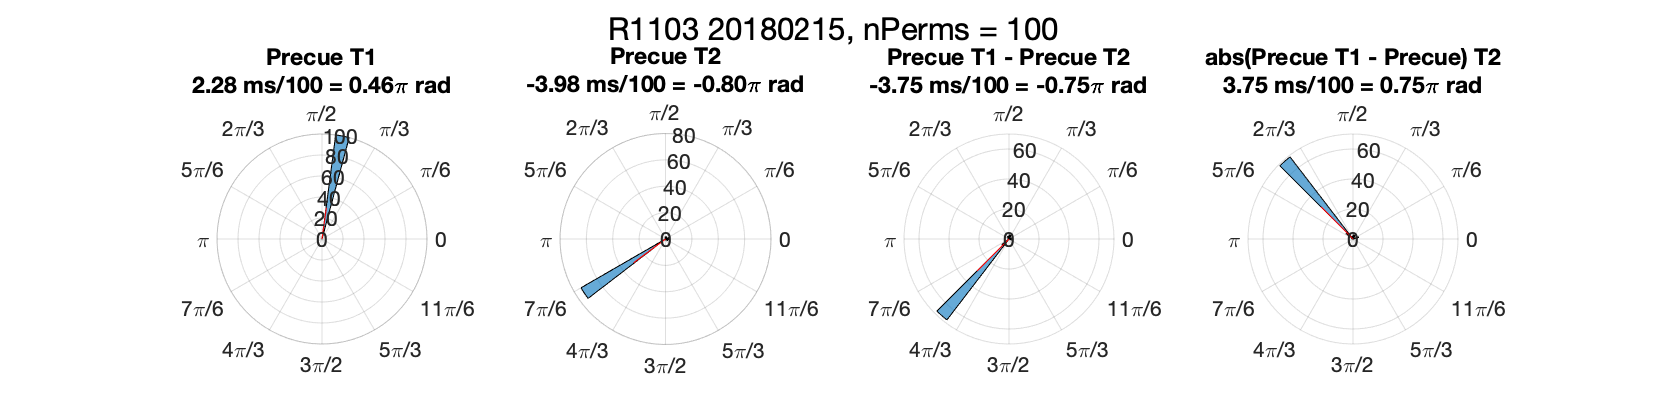 R1103 20180215, nPerms = 100
Precue T1
2.28 ms/100 = 0.46π rad
π/2
2π/3
100
π/3
5π/6
80
π/6
60
40
20
π
0
0
7π/6
11π/6
4π/3
5π/3
3π/2
Precue T2
-3.98 ms/100 = -0.80π rad
π/2
2π/3
80
π/3
5π/6
60
π/6
40
20
π
0
0
7π/6
11π/6
4π/3
5π/3
3π/2
Precue T1 - Precue T2
-3.75 ms/100 = -0.75π rad
π/2
2π/3
π/3
60
5π/6
π/6
40
20
π
0
0
7π/6
11π/6
4π/3
5π/3
3π/2
abs(Precue T1 - Precue) T2
3.75 ms/100 = 0.75π rad
π/2
2π/3
π/3
60
5π/6
π/6
40
20
π
0
0
7π/6
11π/6
4π/3
5π/3
3π/2